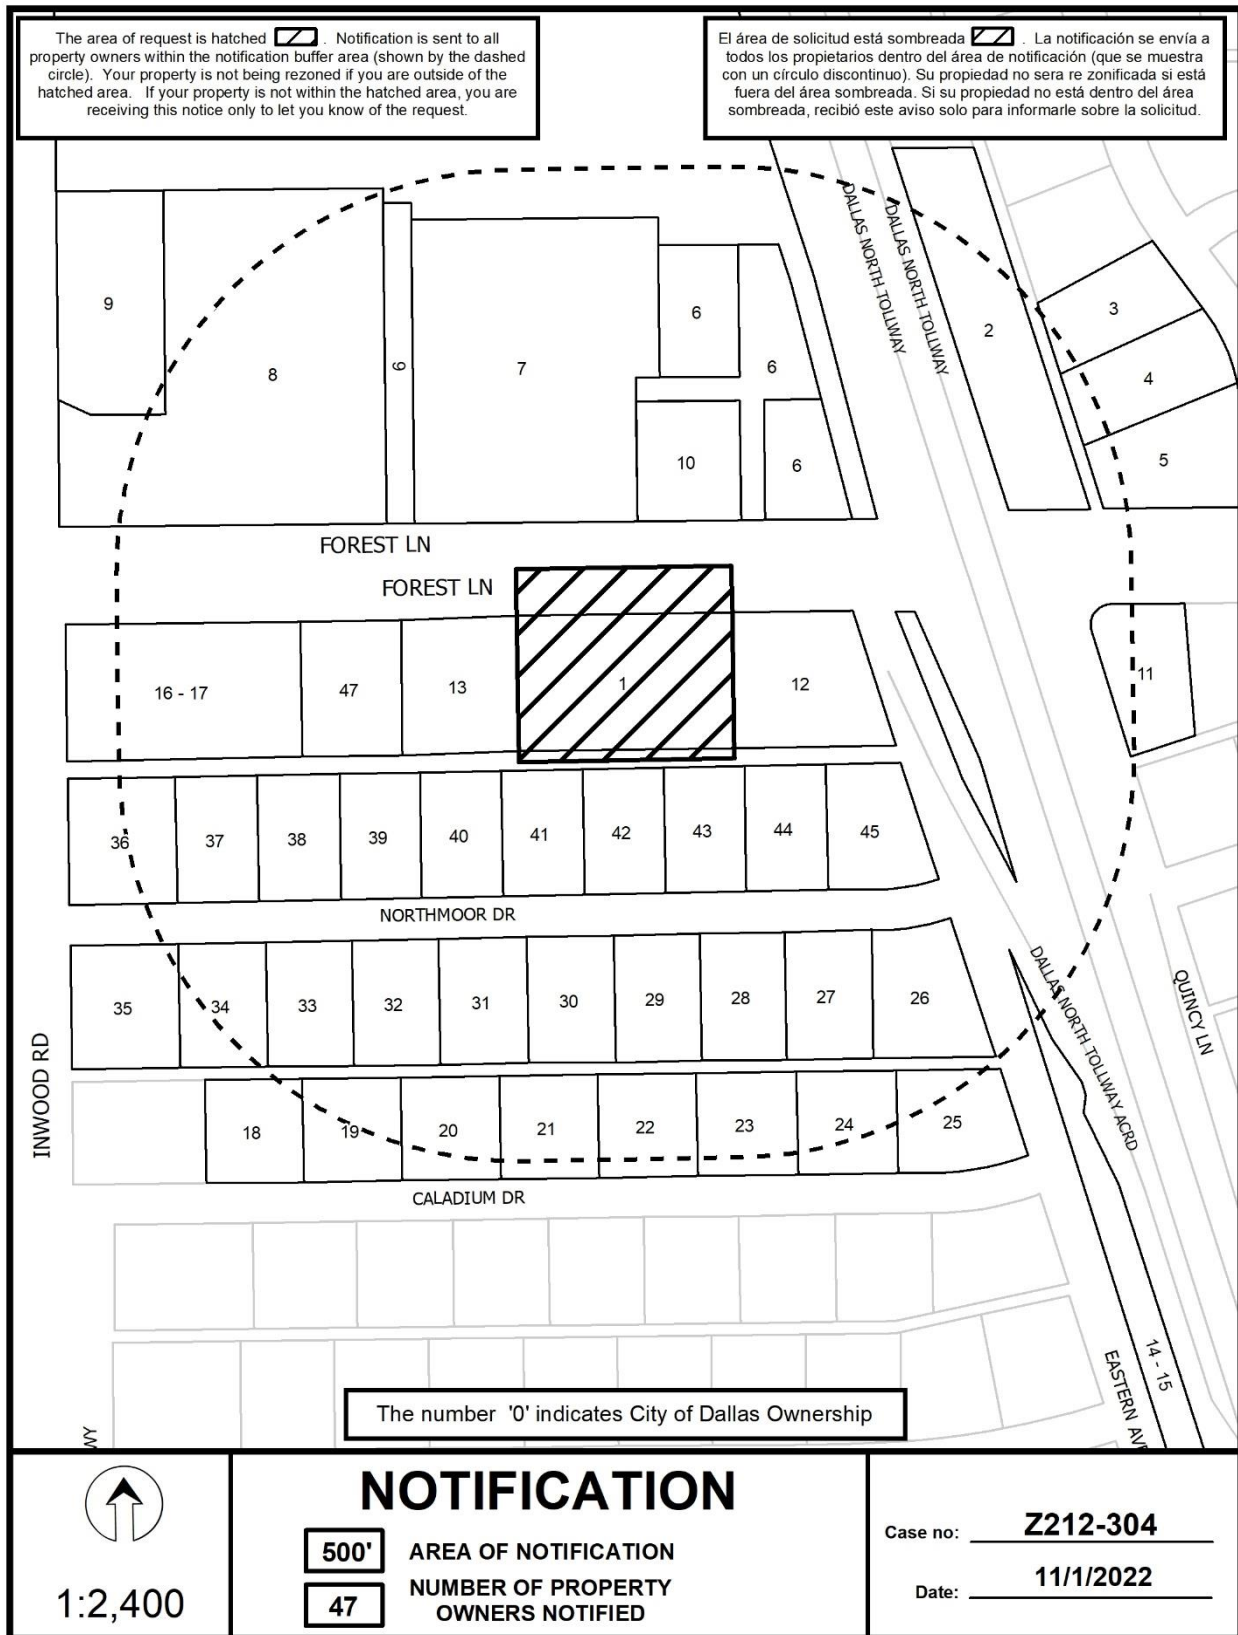 The area of request is hatched . Notification is sent to all
property owners within the notification buffer area (shown by the dashed
circle). Your property is not being rezoned if you are outside of the
hatched area. If your property is not within the hatched area, you are
receiving this notice only to let you know of the request.
El área de solicitud está sombreada . La notificación se envía a
todos los propietarios dentro del área de notificación (que se muestra
con un círculo discontinuo). Su propiedad no sera re zonificada si está
fuera del área sombreada. Si su propiedad no está dentro del área
sombreada, recibió este aviso solo para informarle sobre la solicitud.
DALLAS NORTH TOLLWAY
DALLAS NORTH TOLLWAY
9
8
6
7
6
6
2
3
4
10
6
5
FOREST LN
FOREST LN
16 - 17
47
13
1
12
11
36
37
38
39
40
41
42
43
44
45
NORTHMOOR DR
35
34
33
32
31
30
29
28
27
26
DALLAS NORTH TOLLWAY ACRD
QUINCY LN
INWOOD RD
18
19
20
21
22
23
24
25
CALADIUM DR
14 - 15
EASTERN AVE
WY
The number '0' indicates City of Dallas Ownership
1:2,400
NOTIFICATION
500' AREA OF NOTIFICATION
47 NUMBER OF PROPERTY
OWNERS NOTIFIED
Case no: Z212-304
Date: 11/1/2022